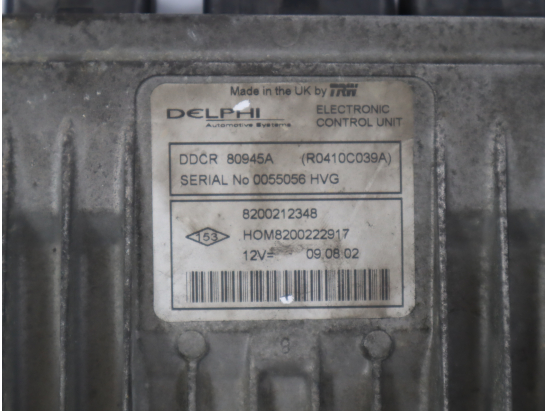 Made in the UK by TRW
DELPHI
Automotive Systems
ELECTRONIC
CONTROL UNIT
DDCR 80945A (R0410C039A)
SERIAL No 0055056 HVG
8200212348
153 HOM8200222917
12V= 09.08.02
8